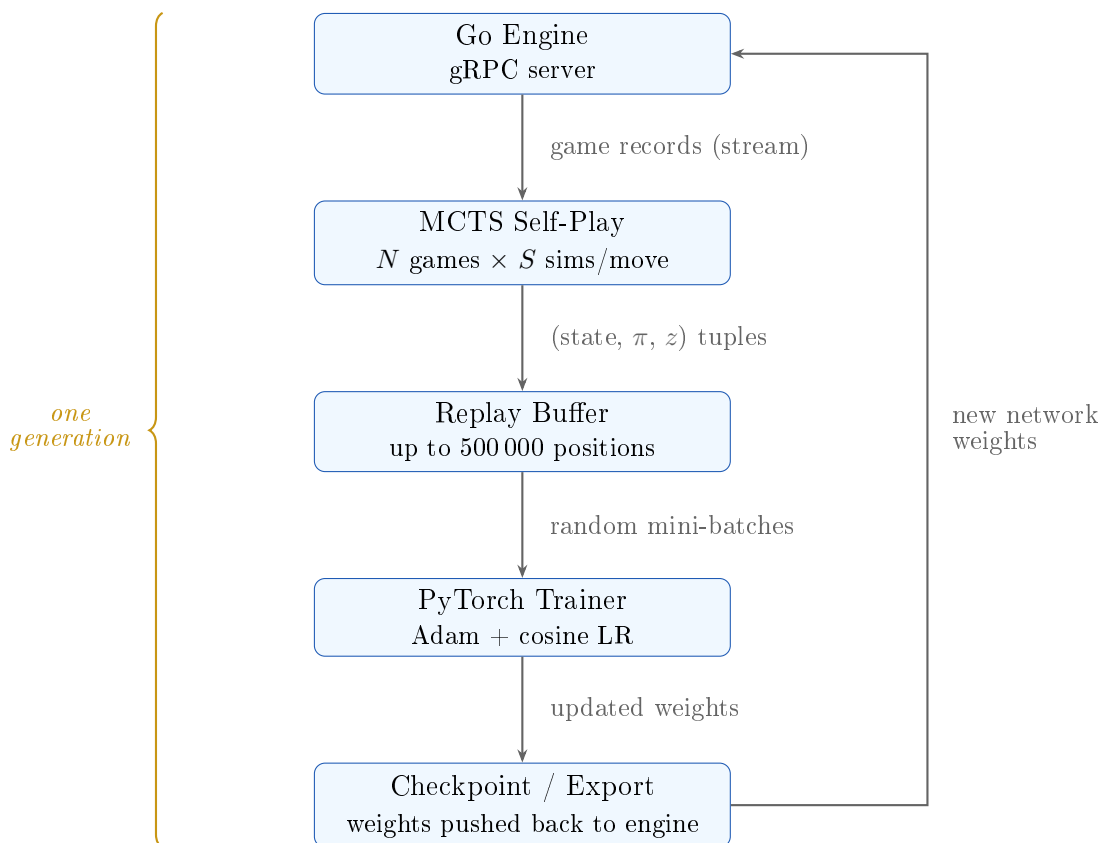 Go Engine
gRPC server
game records (stream)
MCTS Self-Play
N games × S sims/move
(state, π, z) tuples
Replay Buffer
up to 500 000 positions
one
generation
new network
weights
random mini-batches
PyTorch Trainer
Adam + cosine LR
updated weights
Checkpoint / Export
weights pushed back to engine